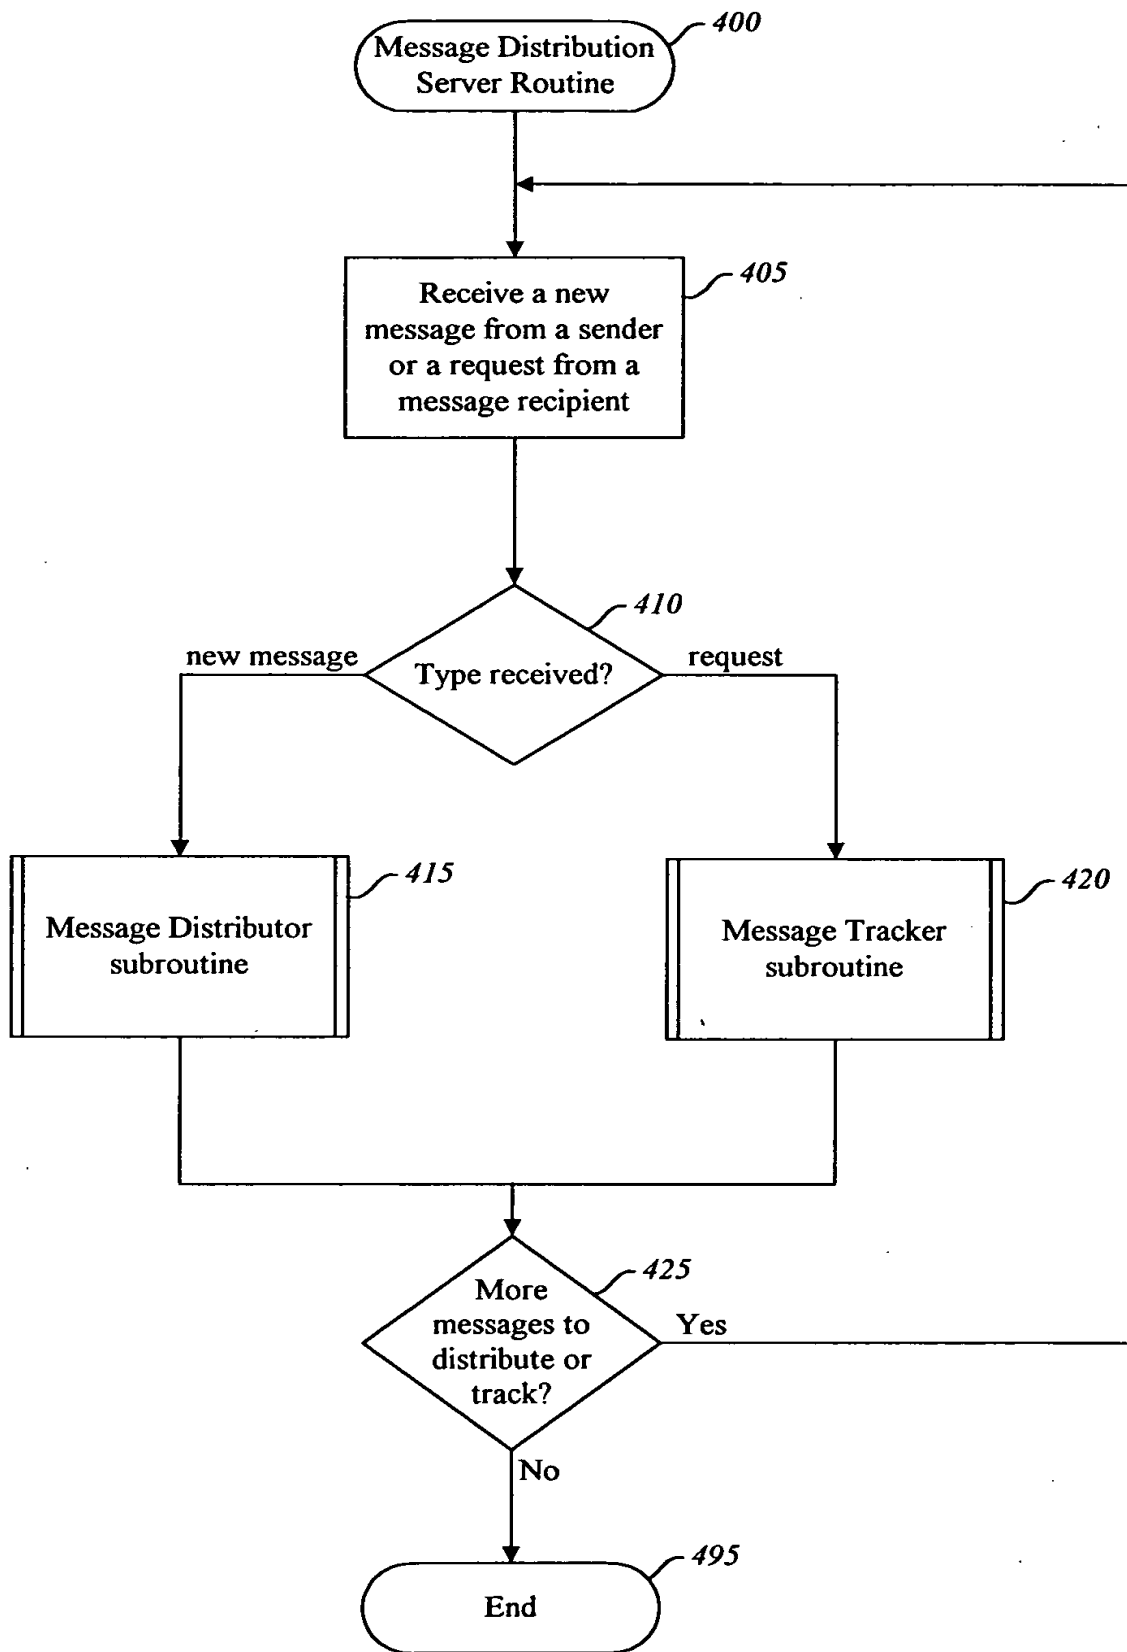 400
Message Distribution
Server Routine
405
Receive a new
message from a sender
or a request from a
message recipient
410
new message
Type received?
request
415
Message Distributor
subroutine
420
Message Tracker
subroutine
425
More
messages to
distribute or
track?
Yes
No
495
End